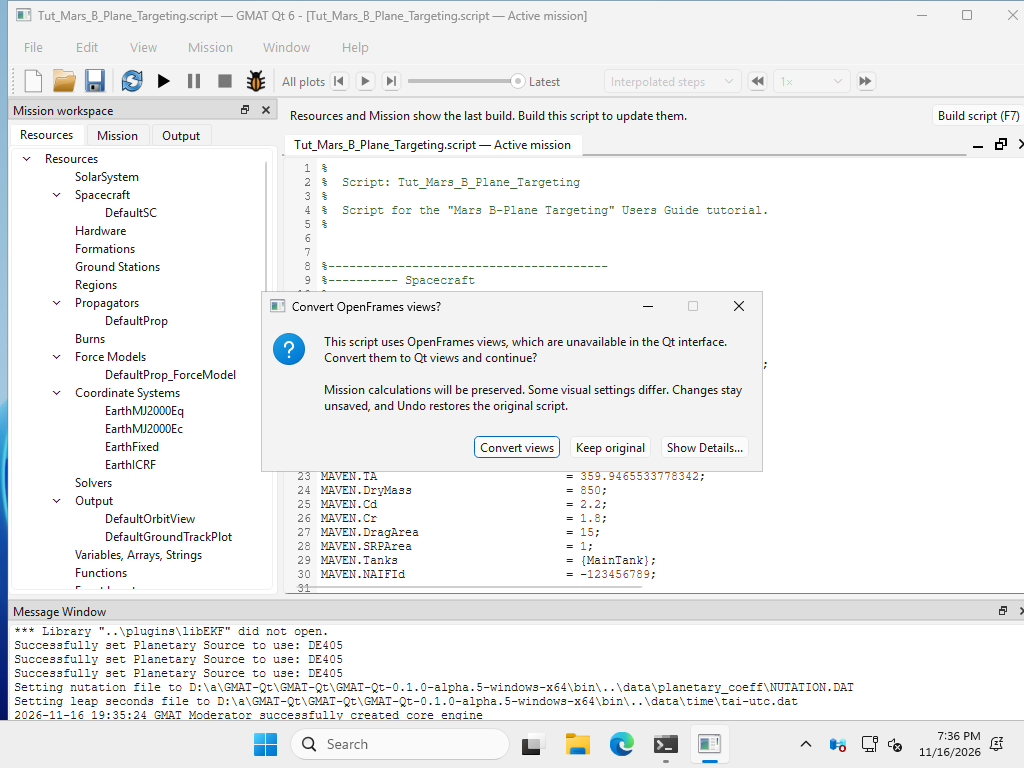 Tut_Mars_B_Plane_Targeting.script — GMAT Qt 6 - [Tut_Mars_B_Plane_Targeting.script — Active mission]
File Edit View Mission Window Help
All plots Latest Interpolated steps 1×
Mission workspace
Resources Mission Output
Resources
SolarSystem
Spacecraft
DefaultSC
Hardware
Formations
Ground Stations
Regions
Propagators
DefaultProp
Burns
Force Models
DefaultProp_ForceModel
Coordinate Systems
EarthMJ2000Eq
EarthMJ2000Ec
EarthFixed
EarthICRF
Solvers
Output
DefaultOrbitView
DefaultGroundTrackPlot
Variables, Arrays, Strings
Functions
Resources and Mission show the last build. Build this script to update them.
Build script (F7)
Tut_Mars_B_Plane_Targeting.script — Active mission
1 %
2 % Script: Tut_Mars_B_Plane_Targeting
3 %
4 % Script for the "Mars B-Plane Targeting" Users Guide tutorial.
5 %
6
7
8 %----------------------------------------
9 %---------- Spacecraft
;
Convert OpenFrames views?
This script uses OpenFrames views, which are unavailable in the Qt interface.
Convert them to Qt views and continue?
Mission calculations will be preserved. Some visual settings differ. Changes stay
unsaved, and Undo restores the original script.
Convert views Keep original Show Details...
23 MAVEN.TA = 359.9465533778342;
24 MAVEN.DryMass = 850;
25 MAVEN.Cd = 2.2;
26 MAVEN.Cr = 1.8;
27 MAVEN.DragArea = 15;
28 MAVEN.SRPArea = 1;
29 MAVEN.Tanks = {MainTank};
30 MAVEN.NAIFId = -123456789;
31
Message Window
*** Library "..\plugins\libEKF" did not open.
Successfully set Planetary Source to use: DE405
Successfully set Planetary Source to use: DE405
Successfully set Planetary Source to use: DE405
Setting nutation file to D:\a\GMAT-Qt\GMAT-Qt\GMAT-Qt-0.1.0-alpha.5-windows-x64\bin\..\data\planetary_coeff\NUTATION.DAT
Setting leap seconds file to D:\a\GMAT-Qt\GMAT-Qt\GMAT-Qt-0.1.0-alpha.5-windows-x64\bin\..\data\time\tai-utc.dat
2026-11-16 19:35:24 GMAT Moderator successfully created core engine
Search
7:36 PM
11/16/2026